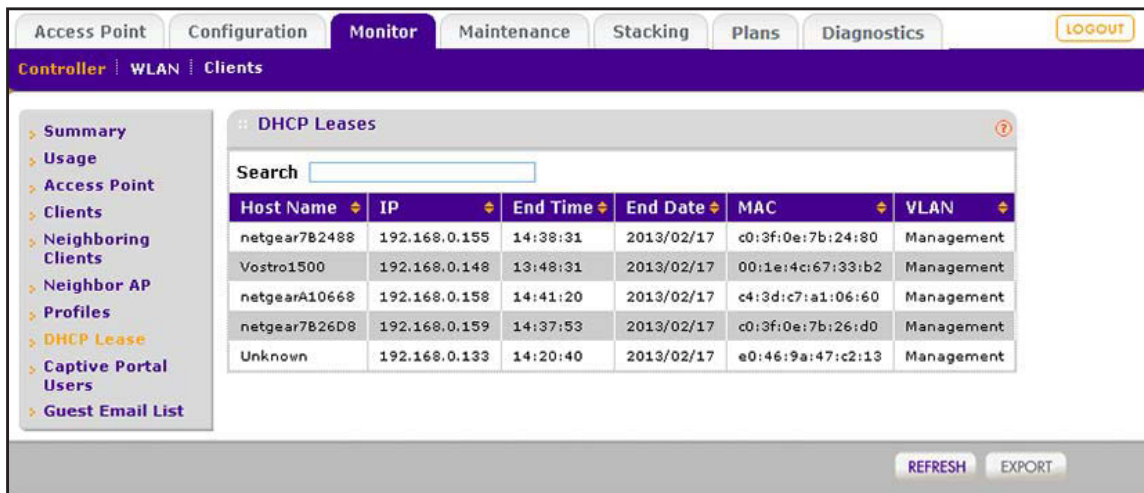 Access Point Configuration Monitor Maintenance Stacking Plans Diagnostics LOGOUT
Controller WLAN Clients
Summary
Usage
Access Point
Clients
Neighboring
Clients
Neighbor AP
Profiles
DHCP Lease
Captive Portal
Users
Guest Email List
DHCP Leases ?
Search
Host Name IP End Time End Date MAC VLAN
netgear7B2488 192.168.0.155 14:38:31 2013/02/17 c0:3f:0e:7b:24:80 Management
Vostro1500 192.168.0.148 13:48:31 2013/02/17 00:1e:4c:67:33:b2 Management
netgearA10668 192.168.0.158 14:41:20 2013/02/17 c4:3d:c7:a1:06:60 Management
netgear7B26D8 192.168.0.159 14:37:53 2013/02/17 c0:3f:0e:7b:26:d0 Management
Unknown 192.168.0.133 14:20:40 2013/02/17 e0:46:9a:47:c2:13 Management
REFRESH EXPORT